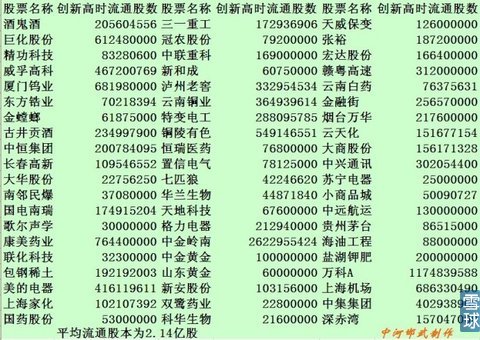 股票名称 创新高时流通股数 股票名称 创新高时流通股数 股票名称 创新高时流通股数
酒鬼酒 205604556 三一重工 172936906 天威保变 126000000
巨化股份 612480000 冠农股份 79200000 张裕 187200000
精功科技 83280600 中联重科 169000000 宏达股份 166400000
威孚高科 467200769 新和成 60750000 赣粤高速 312000000
厦门钨业 681980000 泸州老窖 332954534 云南白药 76375631
东方锆业 70218394 云南铜业 364939614 金融街 256570000
金螳螂 61875000 特变电工 288095785 烟台万华 217600000
古井贡酒 234997900 铜陵有色 549146551 云天化 151677154
中恒集团 200784095 恒瑞医药 76800000 大商股份 156171328
长春高新 109546552 置信电气 78125000 中兴通讯 302054400
大华股份 32756250 七匹狼 42246620 苏宁电器 25000000
南邻民爆 37080000 华兰生物 44871840 小商品城 50090727
国电南瑞 174915204 天地科技 67600000 中远航运 130000000
歌尔声学 30000000 格力电器 212940000 贵州茅台 86515015
康美药业 764400000 中金岭南 2622955424 海油工程 88000000
联化科技 32300000 中金黄金 100000000 盐湖钾肥 200000000
包钢稀土 192192003 山东黄金 60000000 万科A 1174839588
美的电器 416119611 新安股份 103156000 上海机场 686330490
上海家化 102107392 双鹭药业 22800000 中集集团 40293890
国药股份 53000000 科华生物 21600000 深赤湾 15704706
平均流通股本为2.14亿股 中河邺武制作
雪球